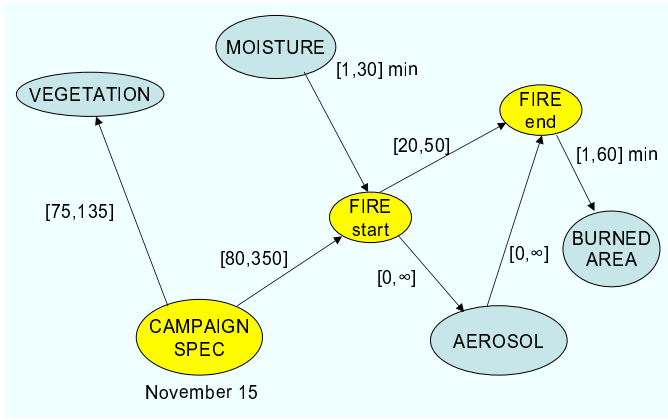 MOISTURE
[1,30] min
VEGETATION
FIRE
end
[20,50]
[1,60] min
[75,135]
FIRE
start
BURNED
AREA
[80,350]
[0,∞]
[0,∞]
CAMPAIGN
SPEC
AEROSOL
November 15